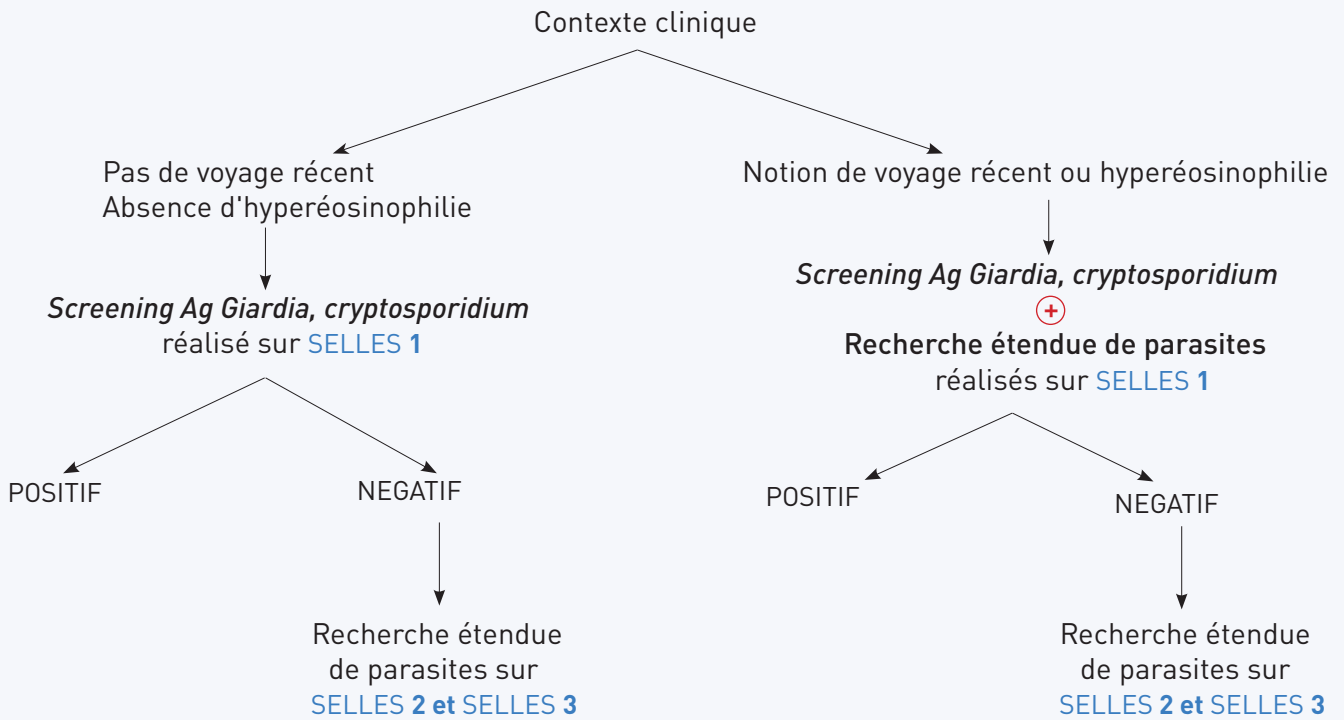 Contexte clinique
Pas de voyage récent
Absence d'hyperéosinophilie
Screening Ag Giardia, cryptosporidium
réalisé sur SELLES 1
POSITIF
NEGATIF
Recherche étendue
de parasites sur
SELLES 2 et SELLES 3
Notion de voyage récent ou hyperéosinophilie
Screening Ag Giardia, cryptosporidium
+
Recherche étendue de parasites
réalisés sur SELLES 1
POSITIF
NEGATIF
Recherche étendue
de parasites sur
SELLES 2 et SELLES 3